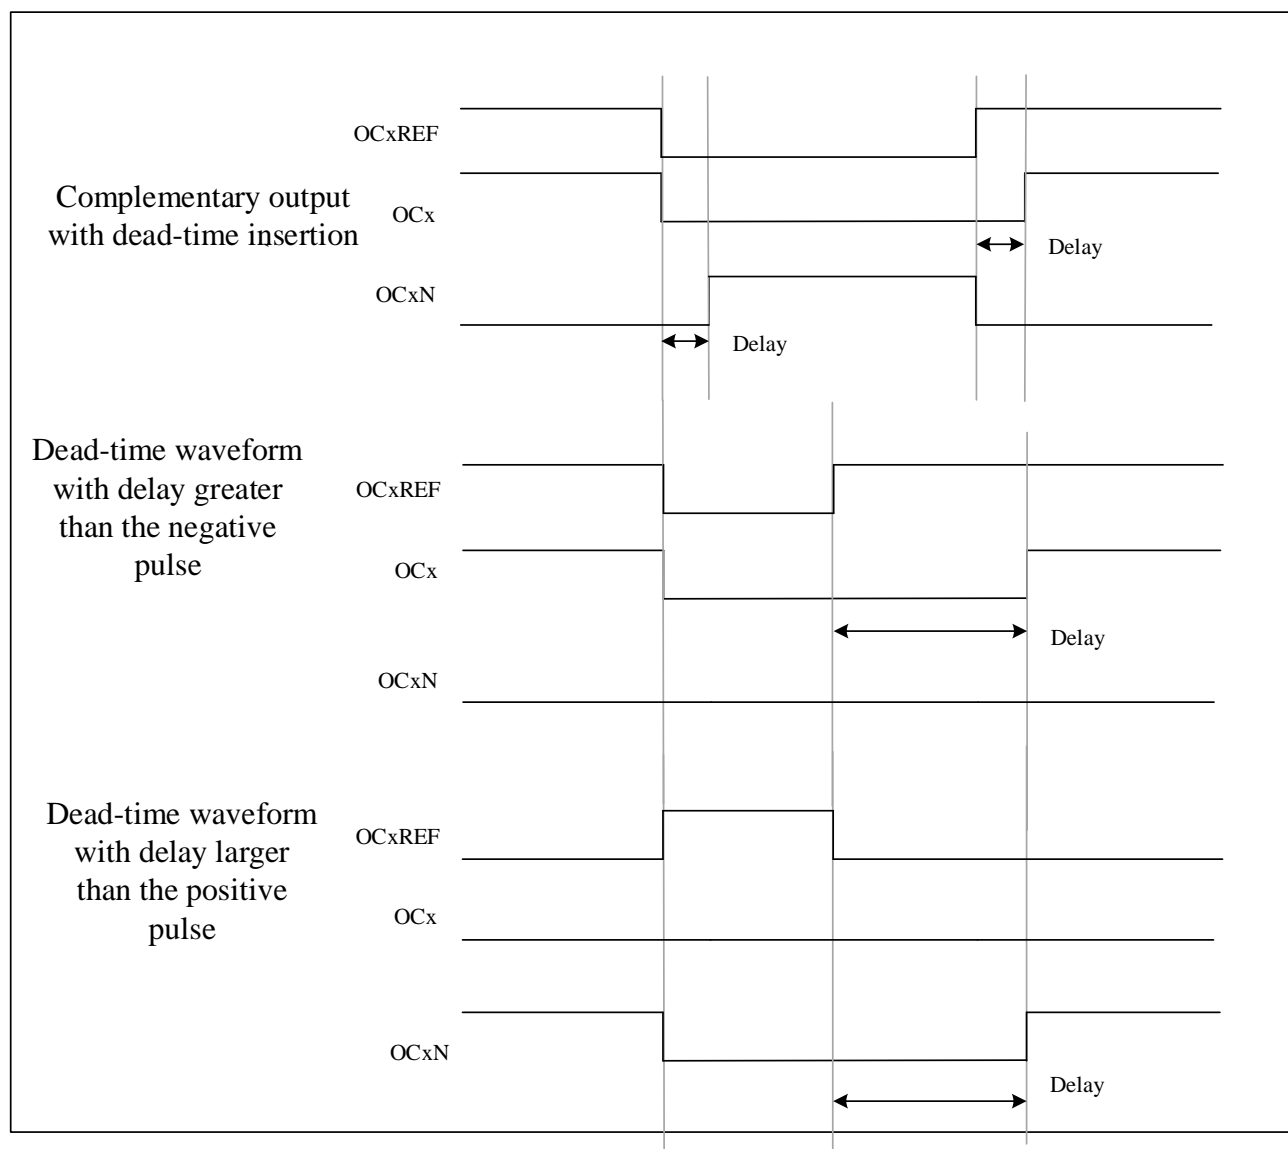 Complementary output
with dead-time insertion
OCxREF
OCx
OCxN
Delay
Delay
Dead-time waveform
with delay greater
than the negative
pulse
OCxREF
OCx
OCxN
Delay
Dead-time waveform
with delay larger
than the positive
pulse
OCxREF
OCx
OCxN
Delay